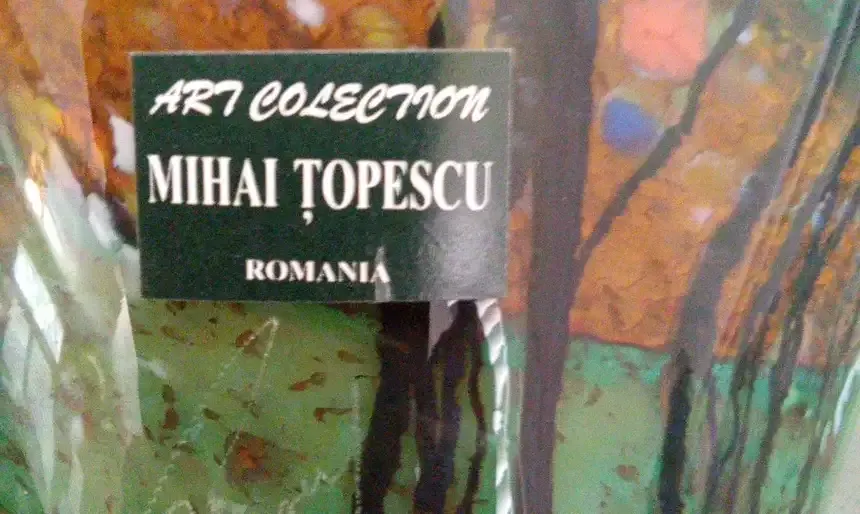 ART COLECTION
MIHAI ȚOPESCU
ROMANIA